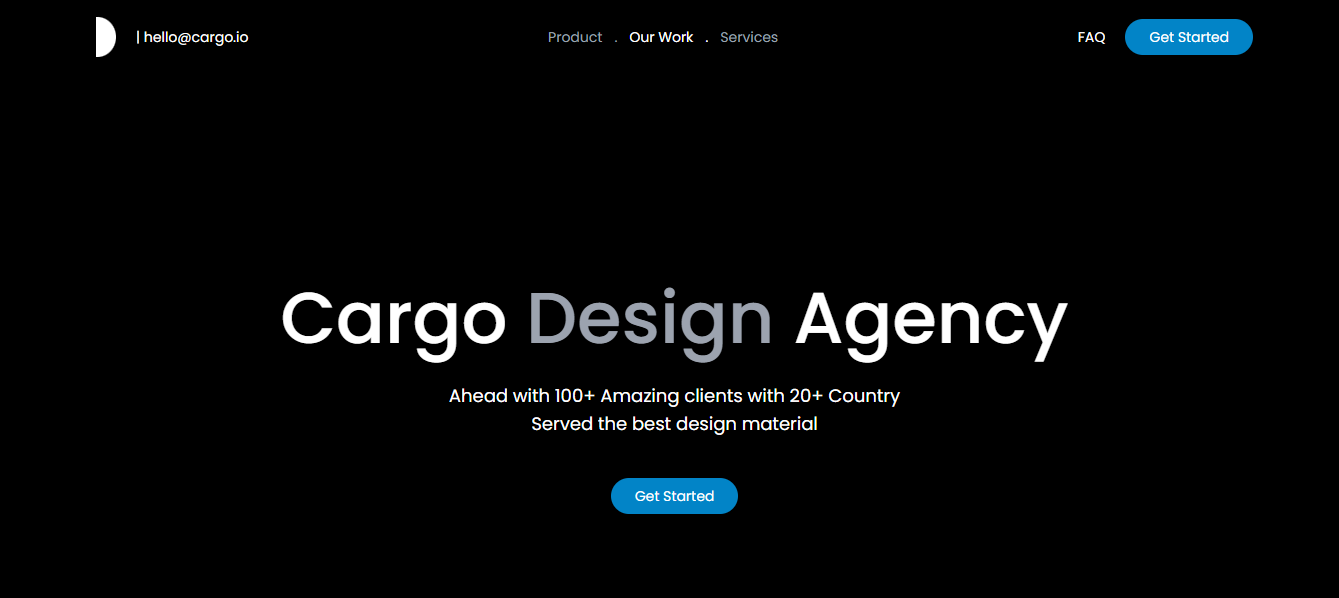 | hello@cargo.io Product . Our Work . Services FAQ Get Started
Cargo Design Agency
Ahead with 100+ Amazing clients with 20+ Country
Served the best design material
Get Started